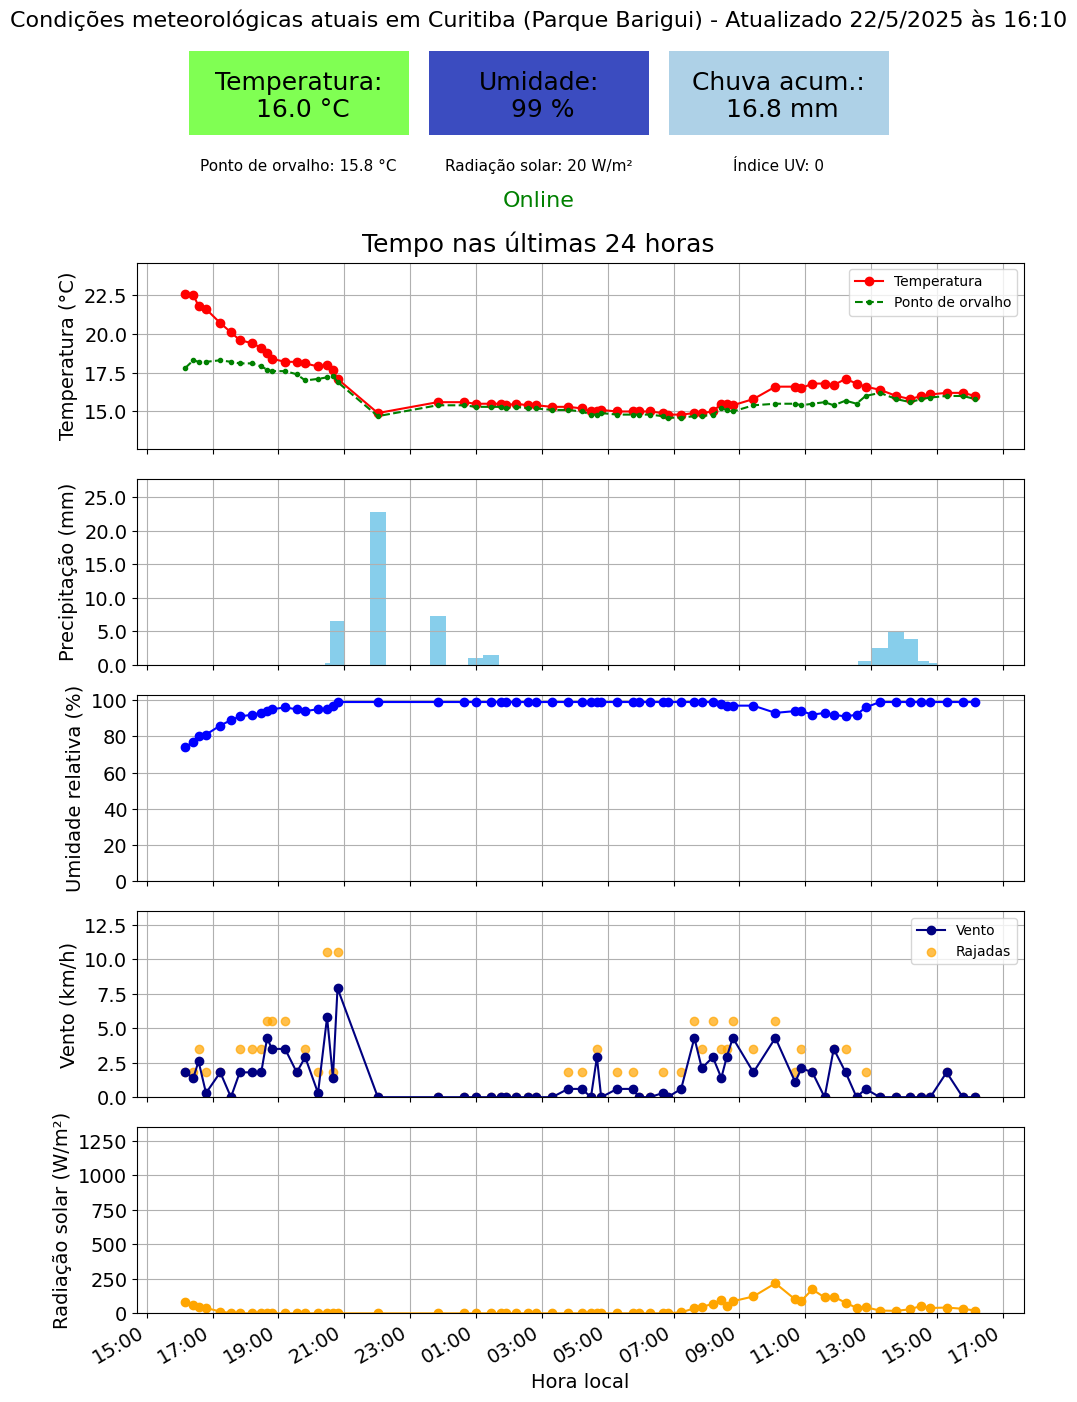 Condições meteorológicas atuais em Curitiba (Parque Barigui) - Atualizado 22/5/2025 às 16:10
Temperatura:
16.0 °C
Umidade:
99 %
Chuva acum.:
16.8 mm
Ponto de orvalho: 15.8 °C
Radiação solar: 20 W/m²
Índice UV: 0
Online
Tempo nas últimas 24 horas
Temperatura (°C)
22.5
20.0
17.5
15.0
Temperatura
Ponto de orvalho
Precipitação (mm)
25.0
20.0
15.0
10.0
5.0
0.0
Umidade relativa (%)
100
80
60
40
20
0
Vento (km/h)
12.5
10.0
7.5
5.0
2.5
0.0
Vento
Rajadas
Radiação solar (W/m²)
1250
1000
750
500
250
0
15:00
17:00
19:00
21:00
23:00
01:00
03:00
05:00
07:00
09:00
11:00
13:00
15:00
17:00
Hora local